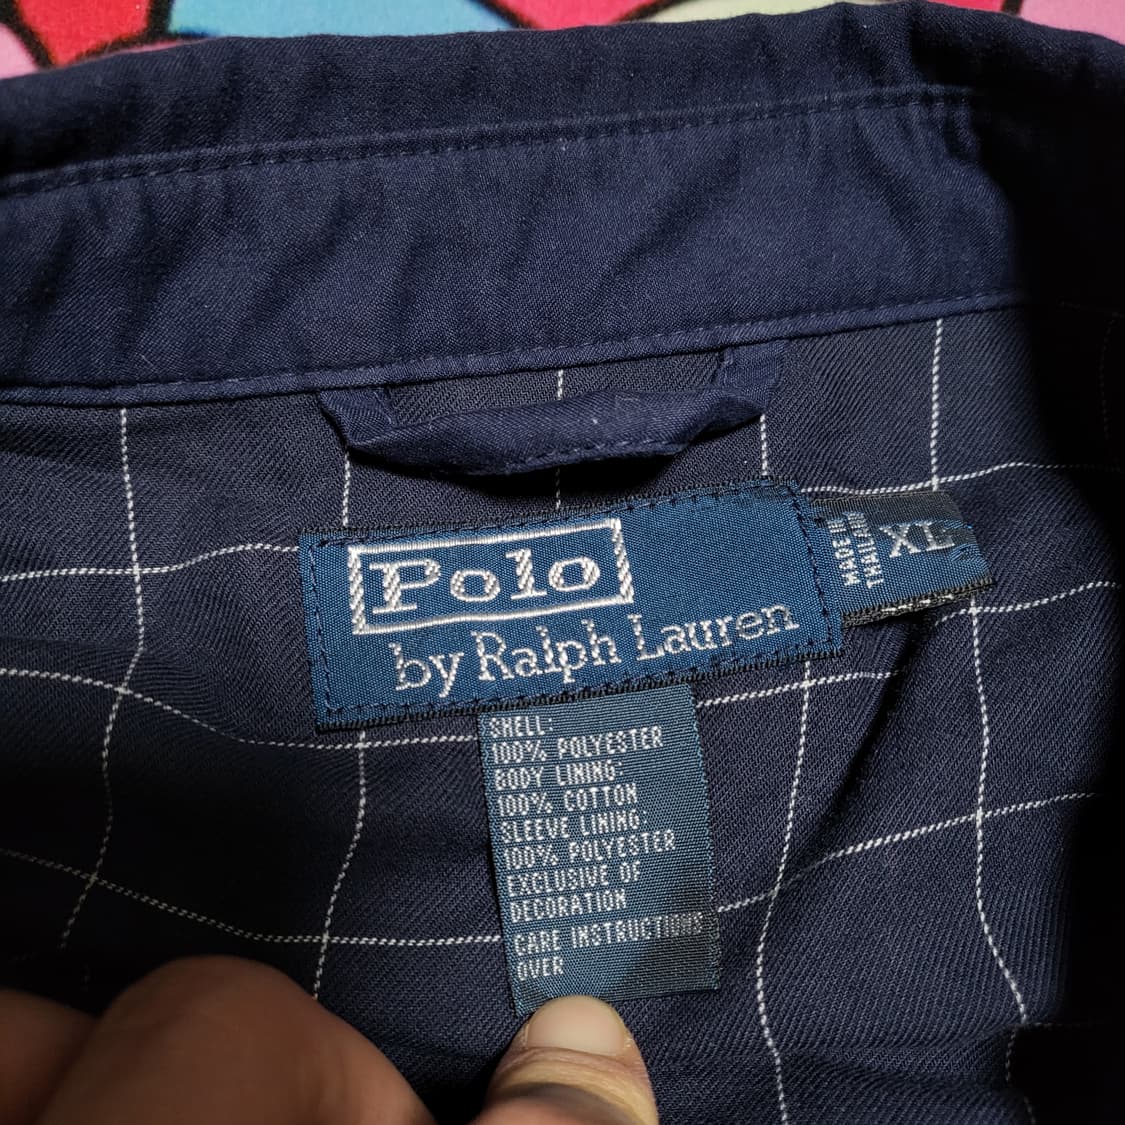 Polo
by Ralph Lauren
MADE IN
THAILAND
XL
SHELL:
100% POLYESTER
BODY LINING:
100% COTTON
SLEEVE LINING:
100% POLYESTER
EXCLUSIVE OF
DECORATION
CARE INSTRUCTIONS
OVER